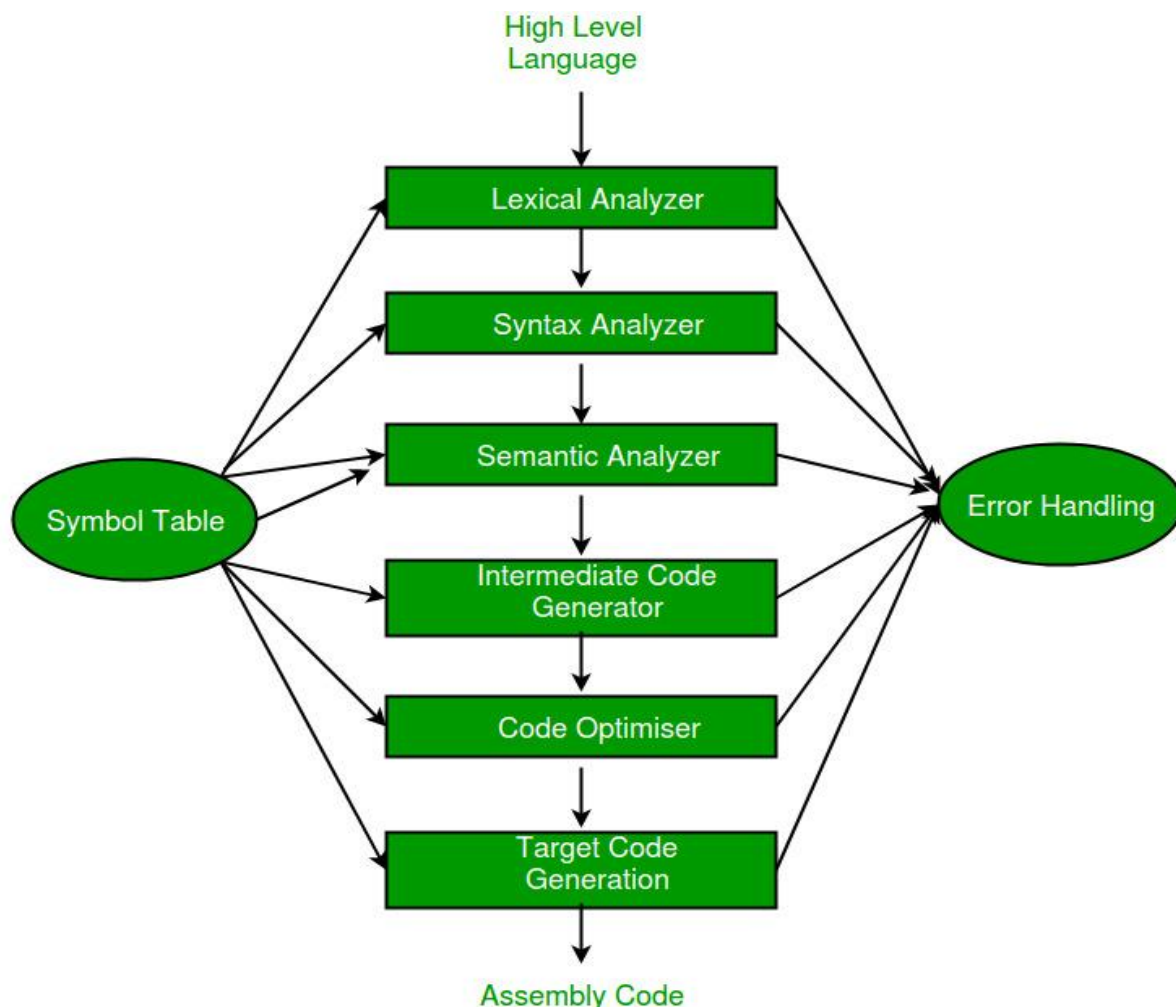 High Level
Language
Lexical Analyzer
Syntax Analyzer
Semantic Analyzer
Symbol Table
Error Handling
Intermediate Code
Generator
Code Optimiser
Target Code
Generation
Assembly Code